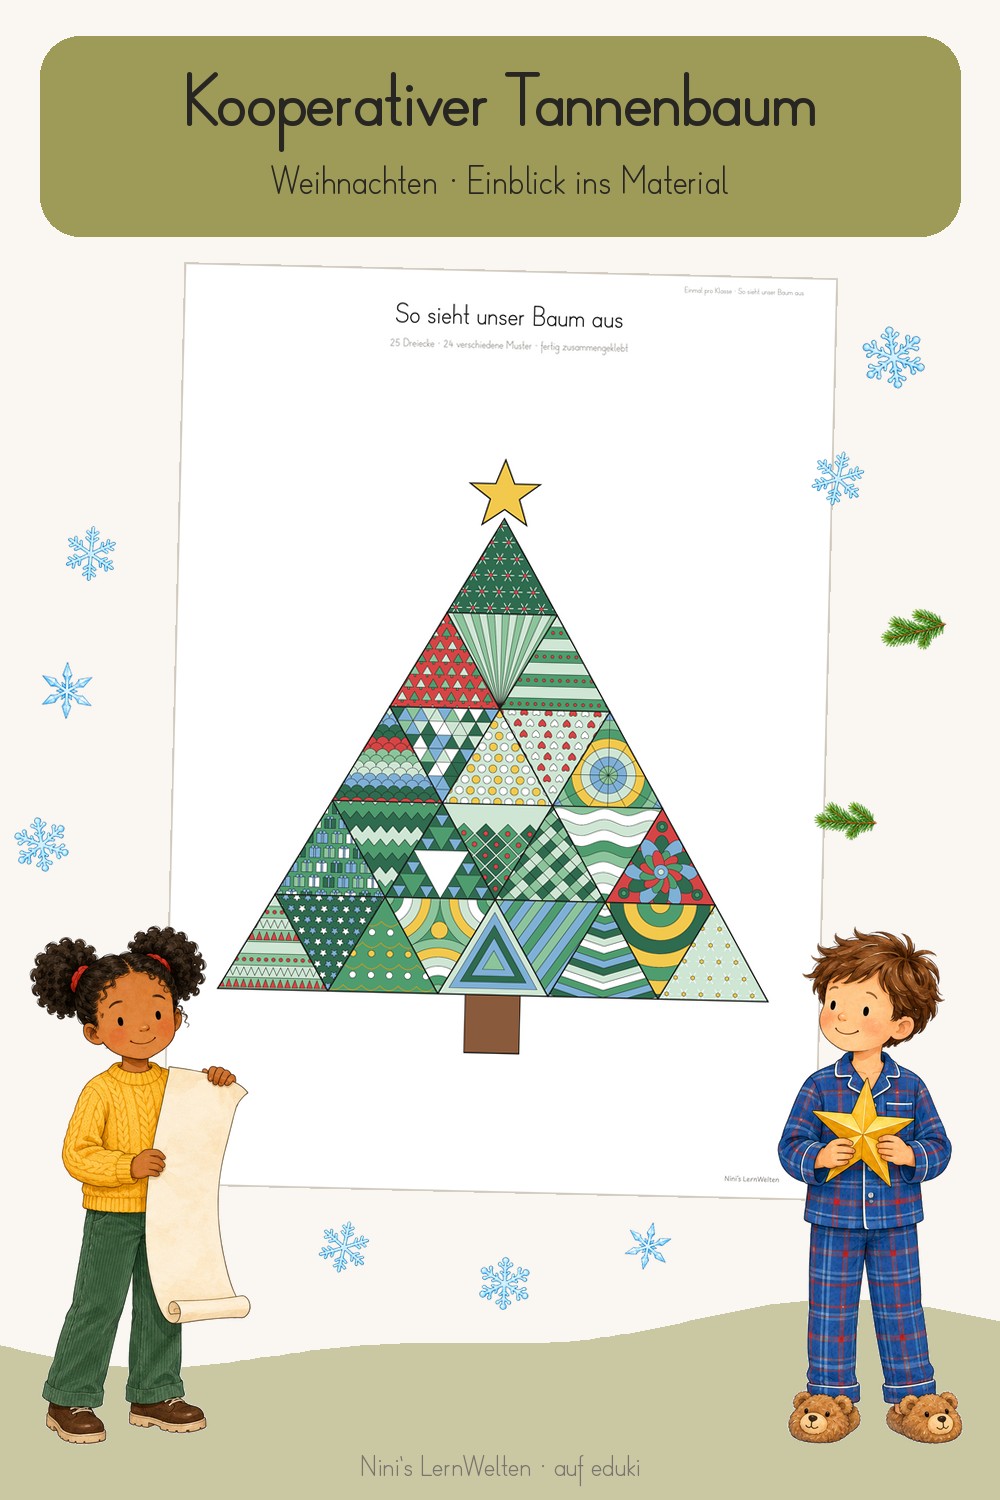 Kooperativer Tannenbaum
Weihnachten · Einblick ins Material
Einmal pro Klasse · So sieht unser Baum aus
So sieht unser Baum aus
25 Dreiecke · 24 verschiedene Muster · fertig zusammengeklebt
Nini's LernWelten
Nini's LernWelten · auf eduki